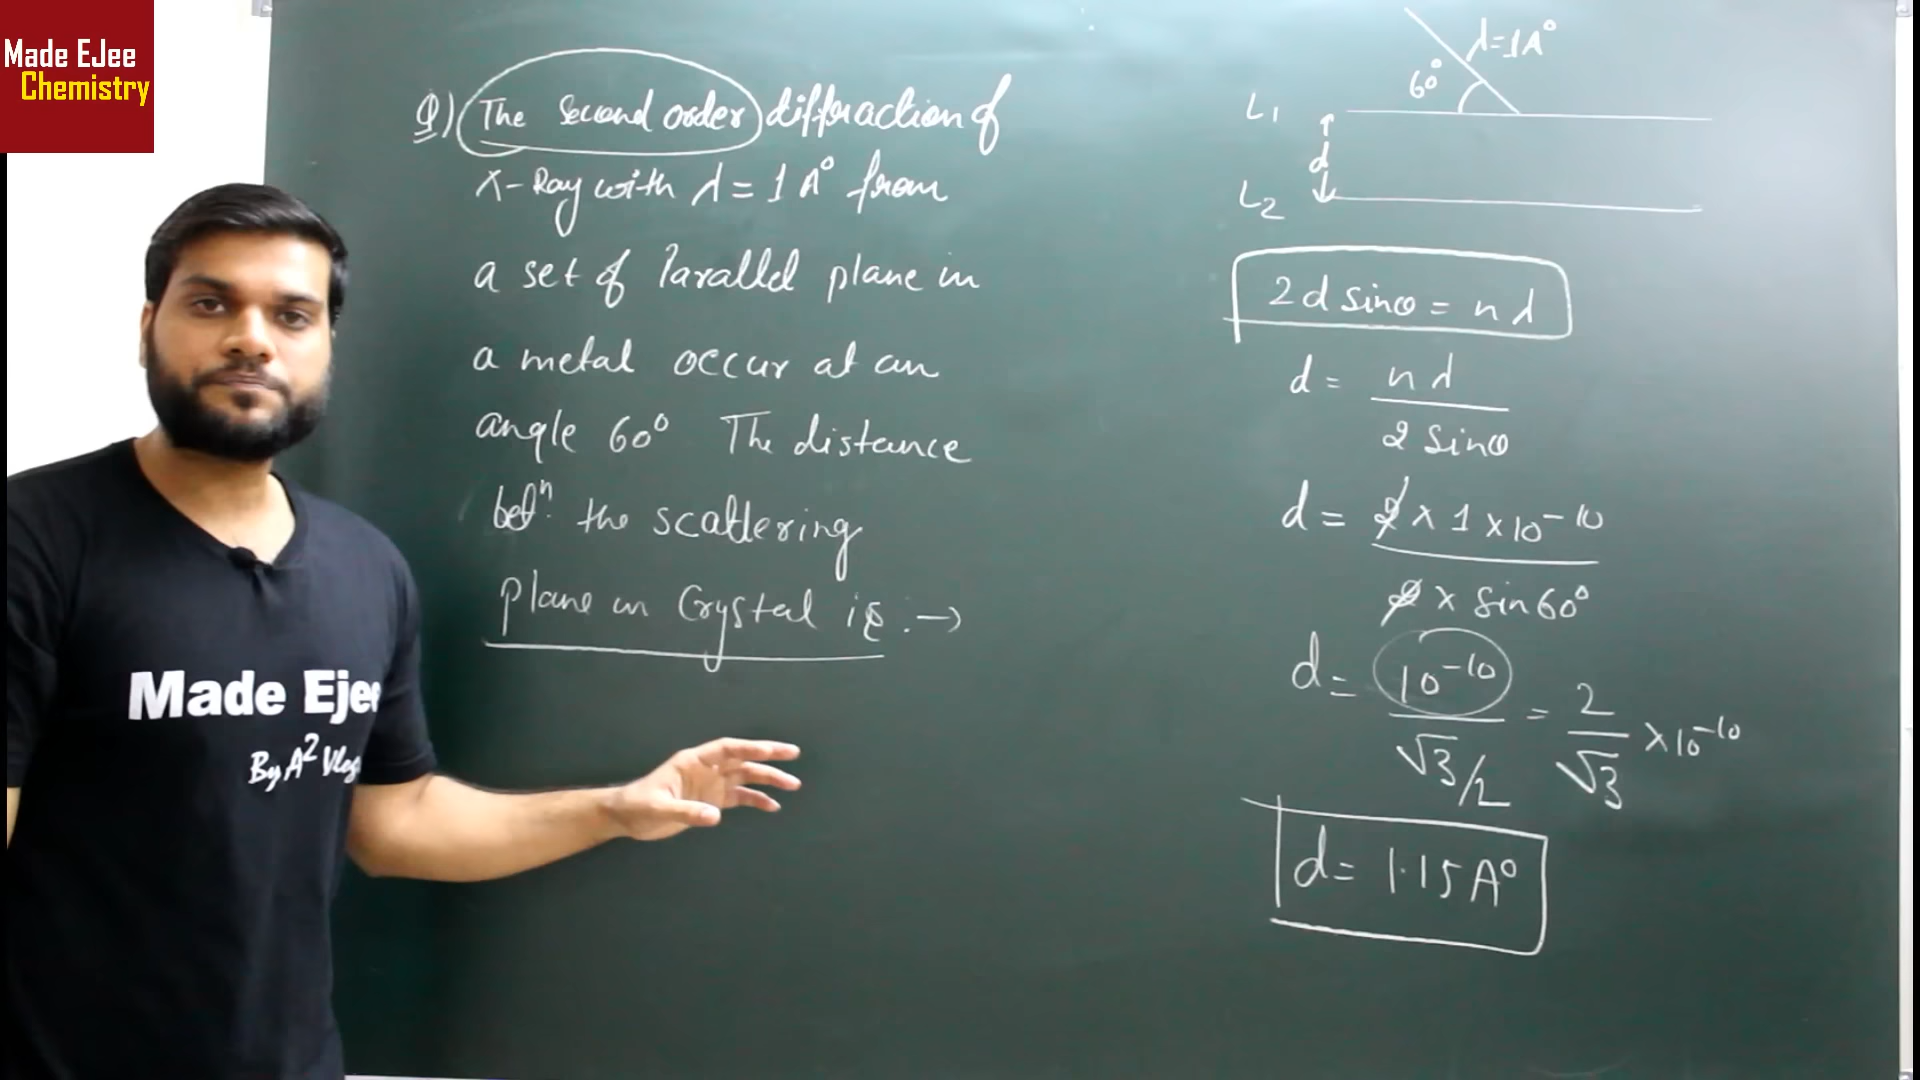 Made EJee
Chemistry
Q) The Second order diffraction of
X-Ray with λ = 1 A° from
a set of Parallel plane in
a metal occur at an
angle 60° The distance
betⁿ. the scattering
plane in Crystal is :→
Made Ejee
By A² Vlog
λ=1A°
60°
L₁
d
L₂
2d sinθ = nλ
d = nλ
2 sinθ
d = 2 × 1 × 10⁻¹⁰
2 × sin60°
d = 10⁻¹⁰ = 2 × 10⁻¹⁰
√3/2 √3
d = 1.15A°